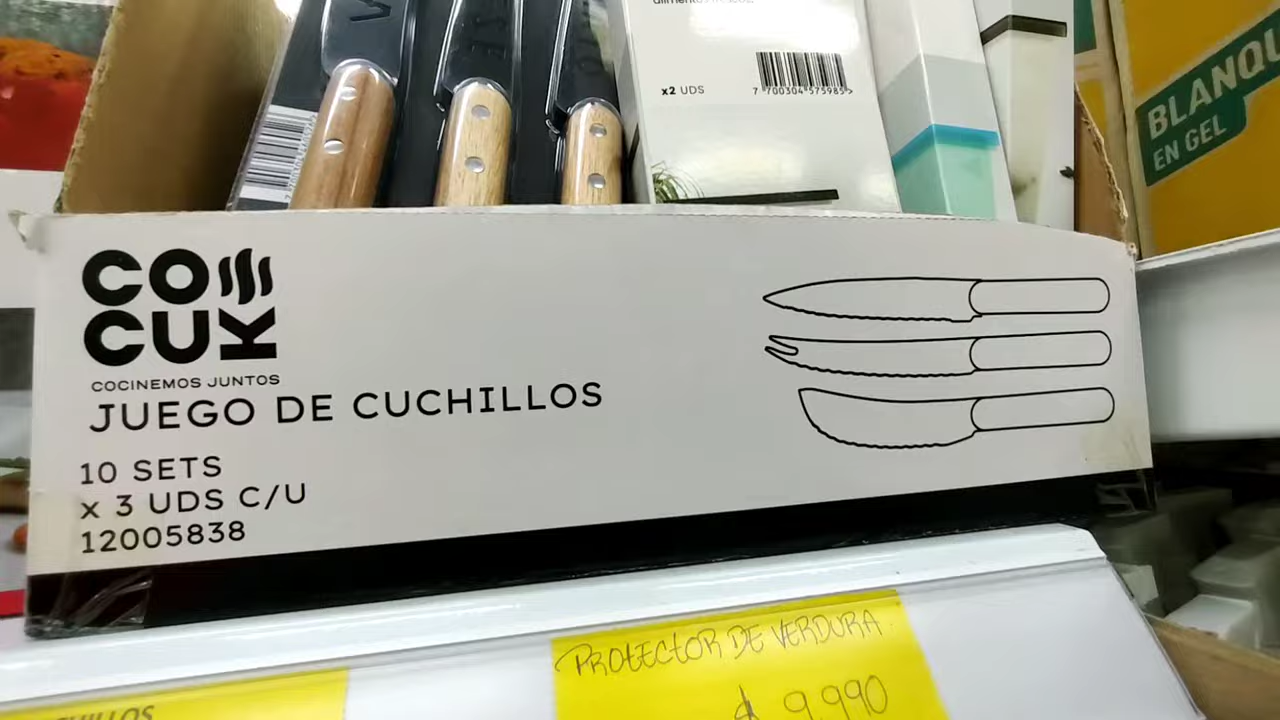 x2 UDS
7 700304 575985 >
BLANQU
EN GEL
CO
CUK
COCINEMOS JUNTOS
JUEGO DE CUCHILLOS
10 SETS
x 3 UDS C/U
12005838
PROTECTOR DE VERDURA
$ 9.990